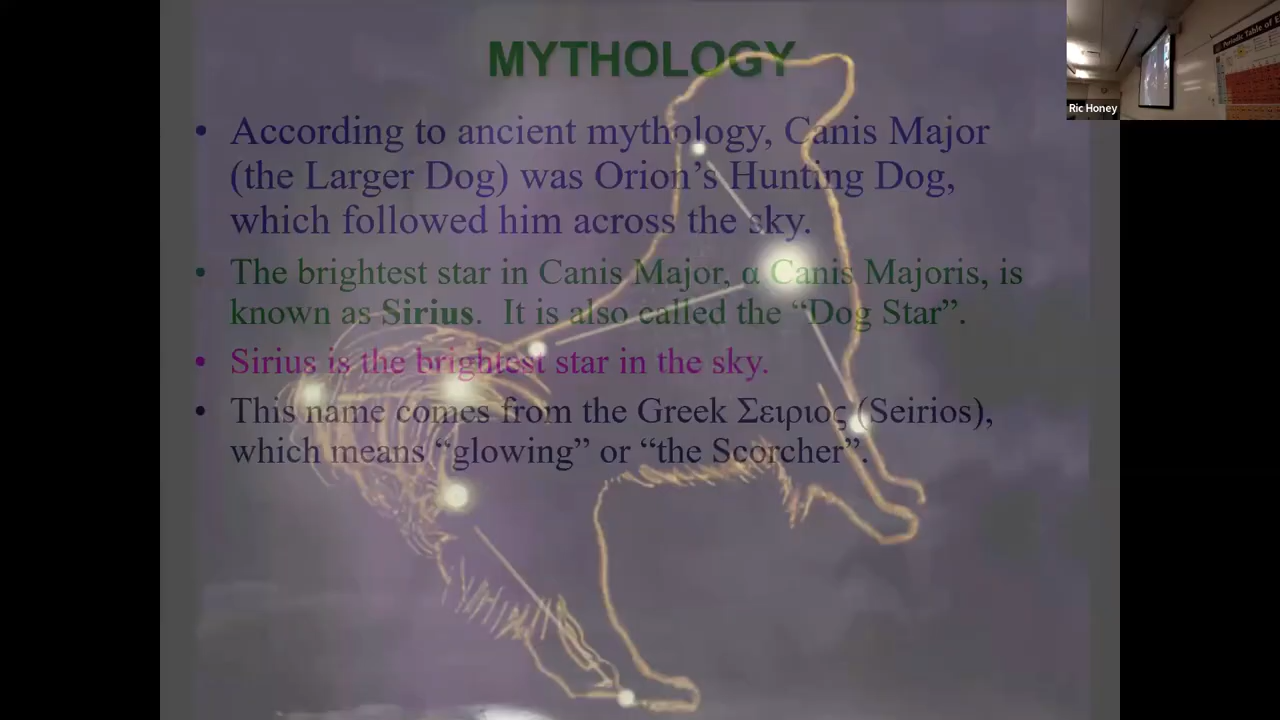 MYTHOLOGY
• According to ancient mythology, Canis Major
(the Larger Dog) was Orion’s Hunting Dog,
which followed him across the sky.
• The brightest star in Canis Major, α Canis Majoris, is
known as Sirius. It is also called the “Dog Star”.
• Sirius is the brightest star in the sky.
• This name comes from the Greek Σειριος (Seirios),
which means “glowing” or “the Scorcher”.
Ric Honey
Periodic Table of